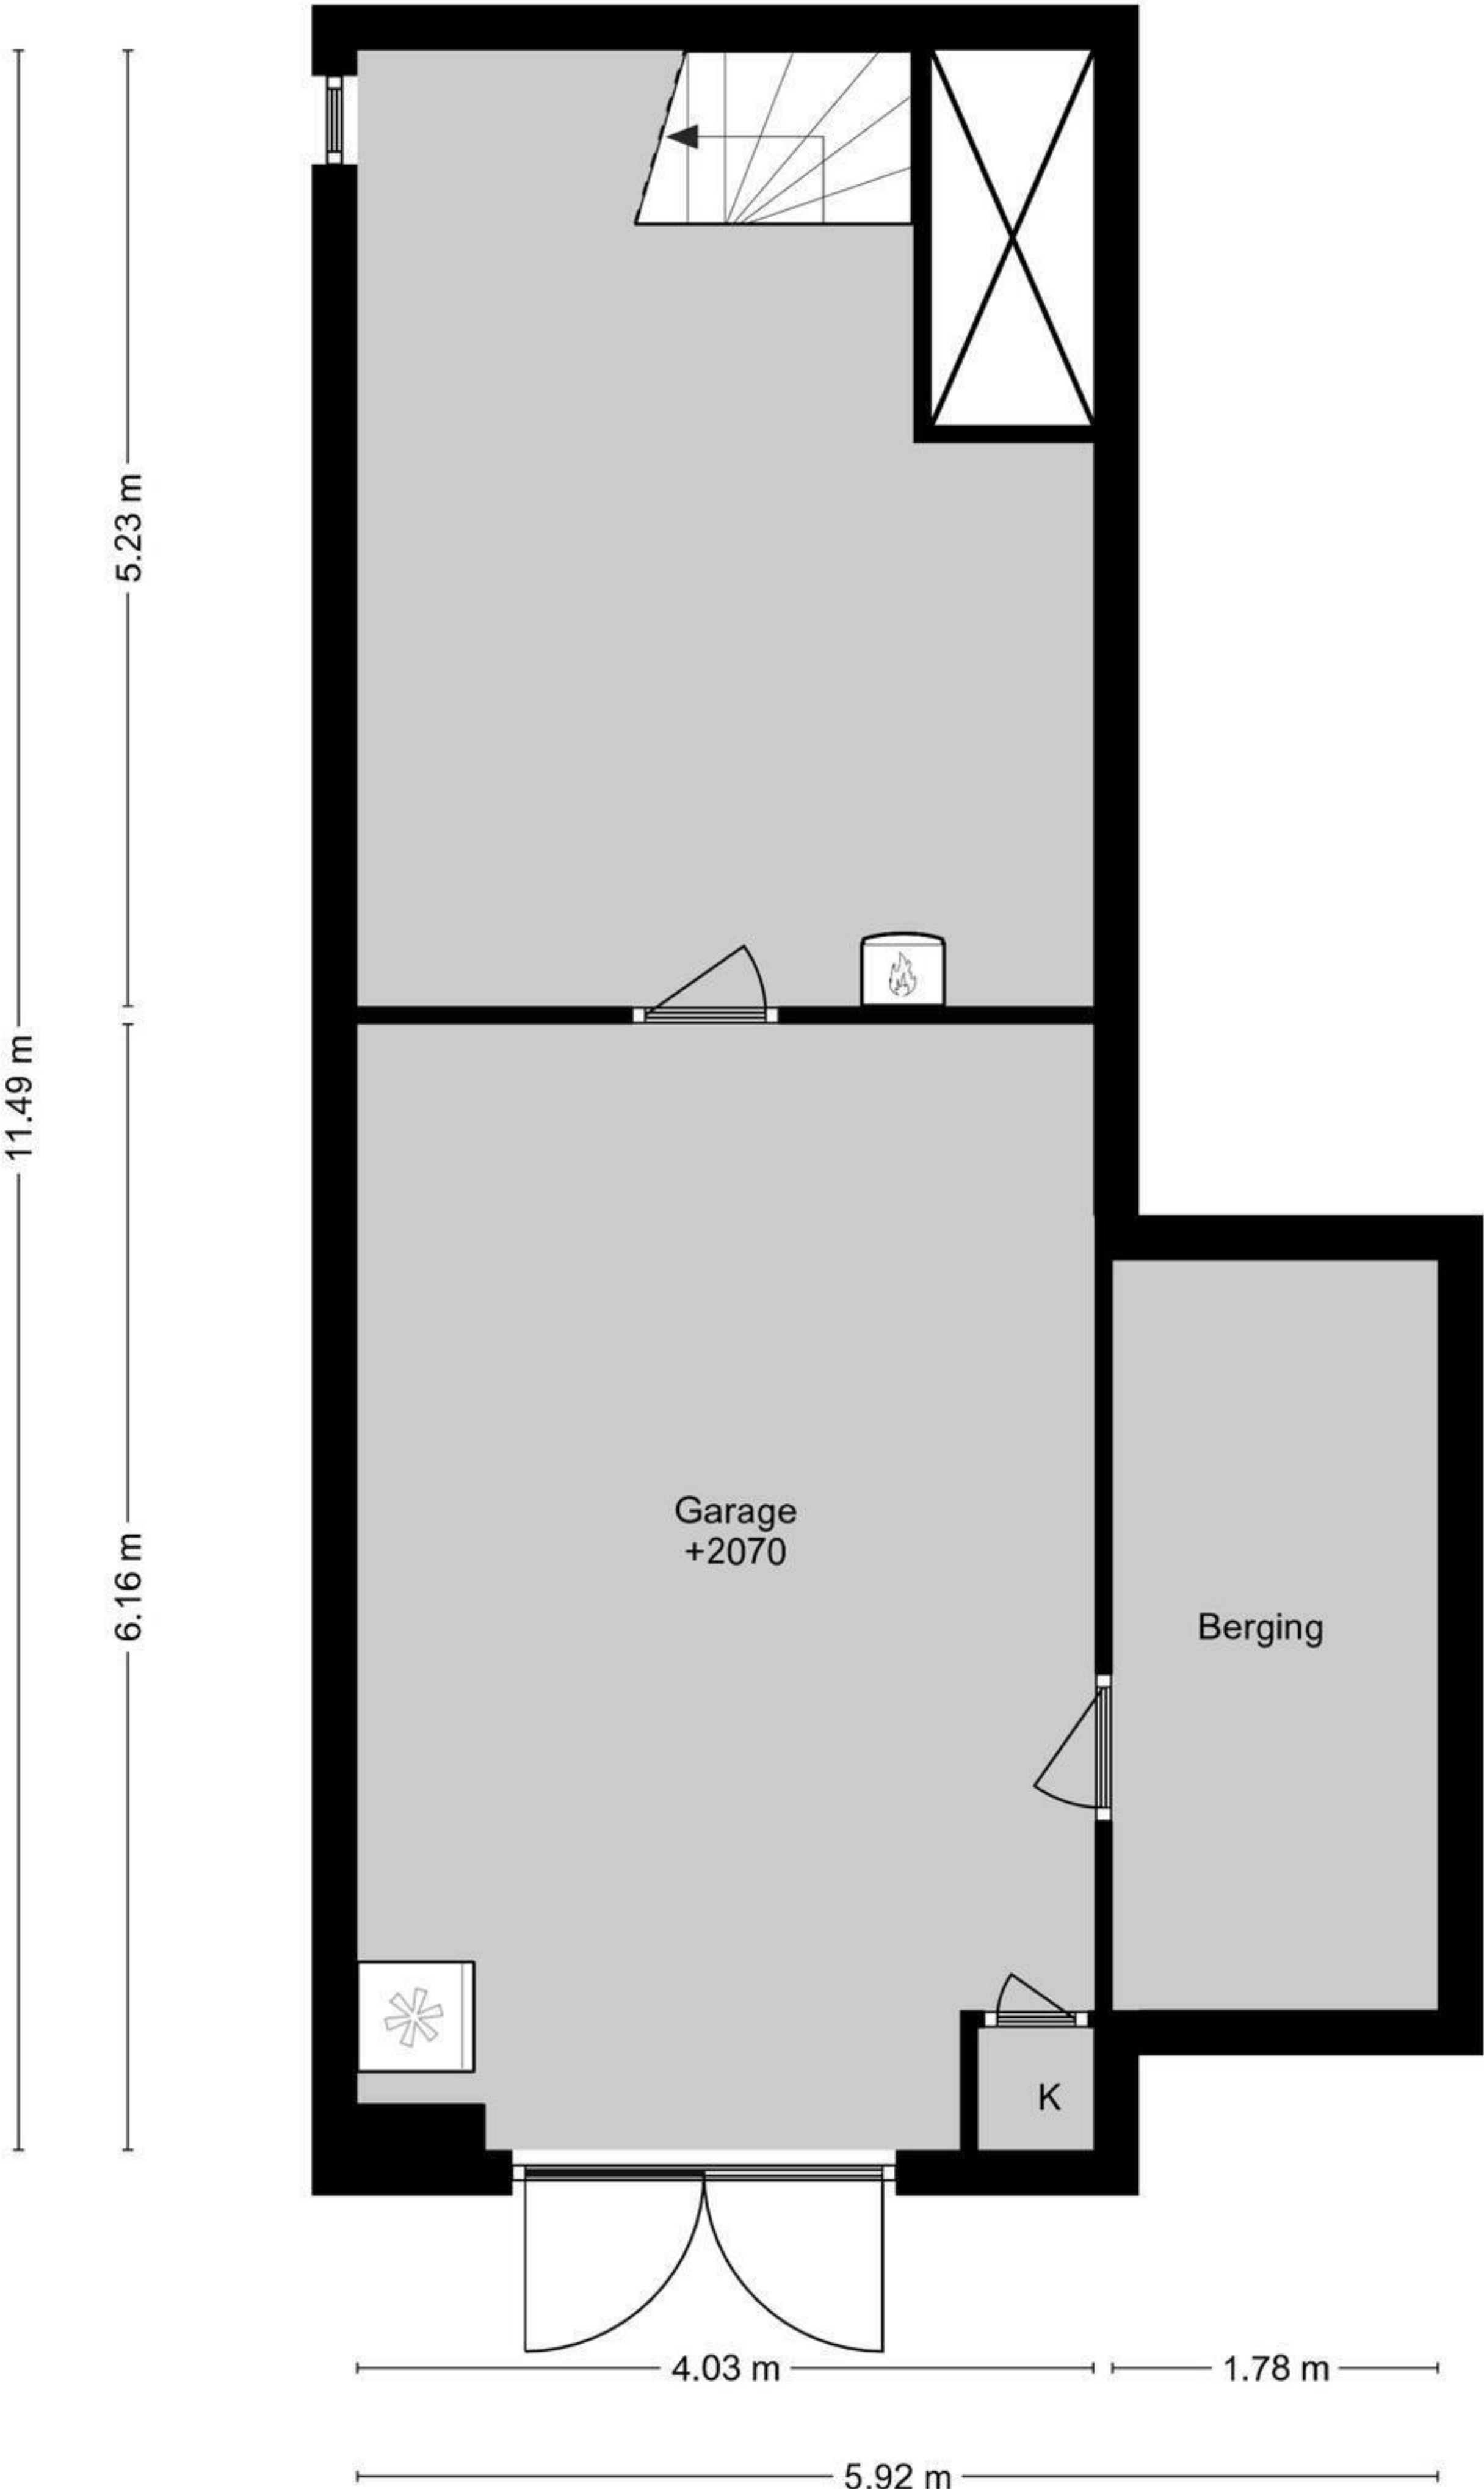 5.23 m
11.49 m
6.16 m
Garage
+2070
Berging
K
4.03 m
1.78 m
5.92 m